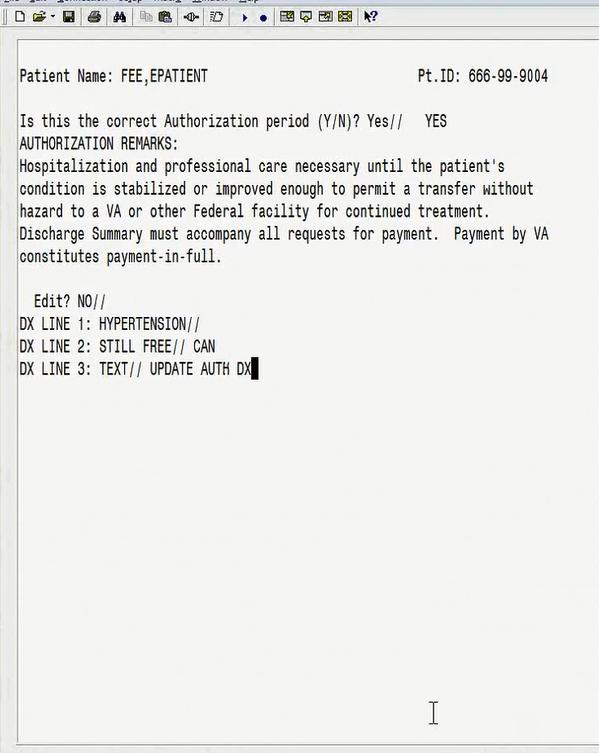 Patient Name: FEE,EPATIENT Pt.ID: 666-99-9004
Is this the correct Authorization period (Y/N)? Yes// YES
AUTHORIZATION REMARKS:
Hospitalization and professional care necessary until the patient's
condition is stabilized or improved enough to permit a transfer without
hazard to a VA or other Federal facility for continued treatment.
Discharge Summary must accompany all requests for payment. Payment by VA
constitutes payment-in-full.
Edit? NO//
DX LINE 1: HYPERTENSION//
DX LINE 2: STILL FREE// CAN
DX LINE 3: TEXT// UPDATE AUTH DX